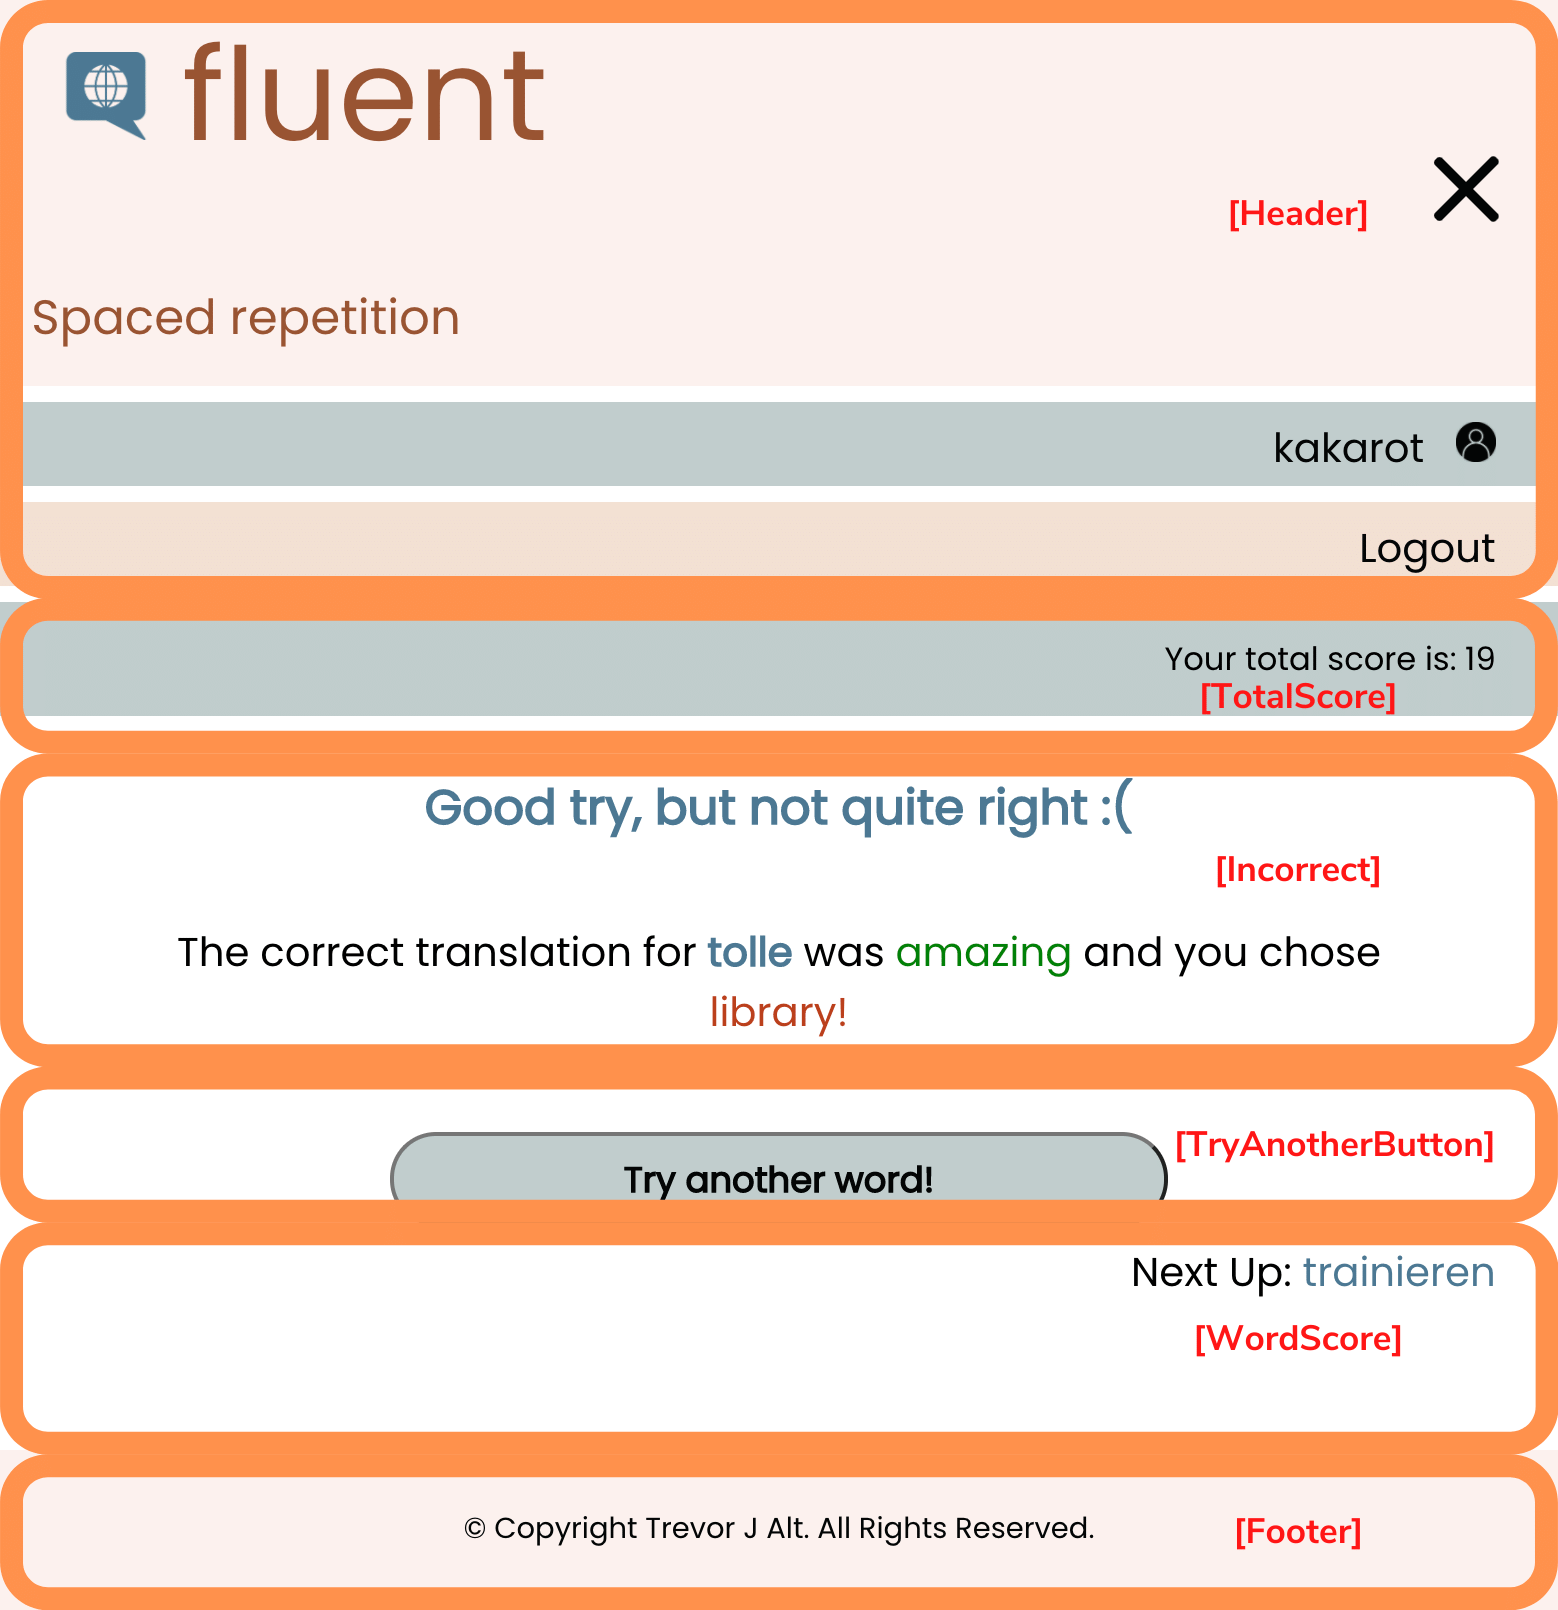 fluent
[Header]
Spaced repetition
kakarot
Logout
Your total score is: 19
[TotalScore]
Good try, but not quite right :(
[Incorrect]
The correct translation for tolle was amazing and you chose
library!
[TryAnotherButton]
Try another word!
Next Up: trainieren
[WordScore]
© Copyright Trevor J Alt. All Rights Reserved.
[Footer]